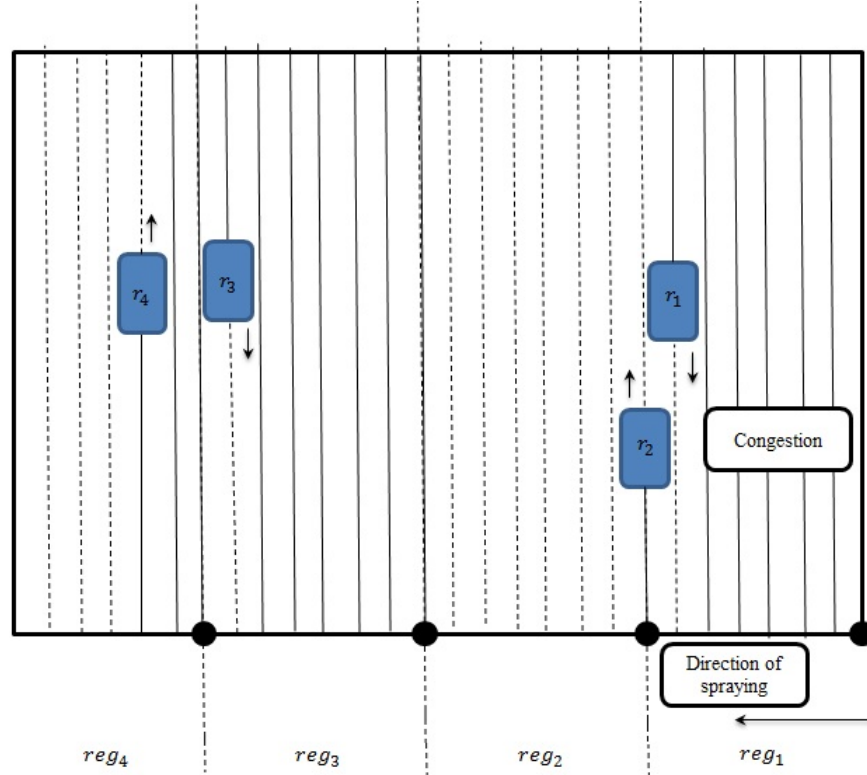 r₄
r₃
r₁
r₂
Congestion
Direction of
spraying
reg₄
reg₃
reg₂
reg₁